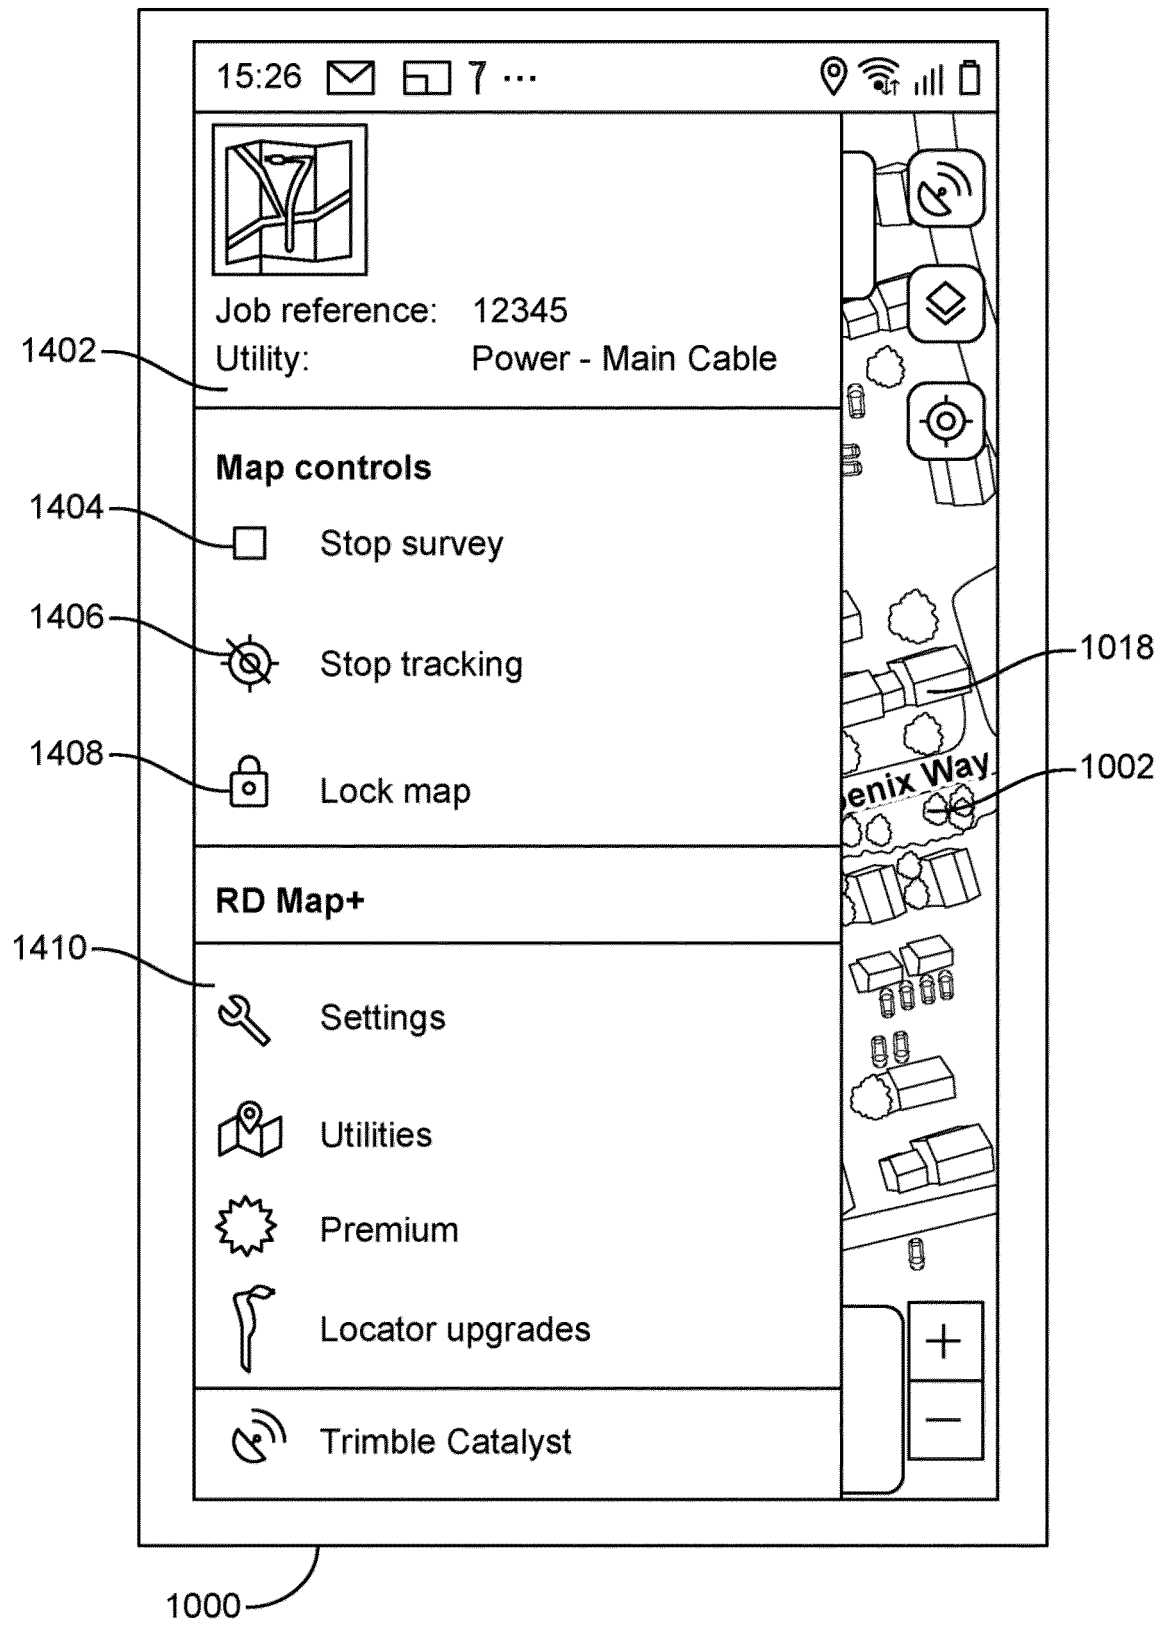 15:26 7 ...
Job reference: 12345
1402
Utility: Power - Main Cable
Map controls
1404
Stop survey
1406
Stop tracking
1018
1408
Lock map
enix Way
1002
RD Map+
1410
Settings
Utilities
Premium
Locator upgrades
+
Trimble Catalyst
−
1000